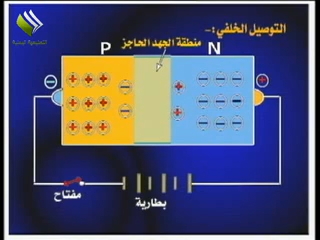 التوصيل الخلفي :-
P
N
منطقة الجهد الحاجز
مفتاح
بطارية